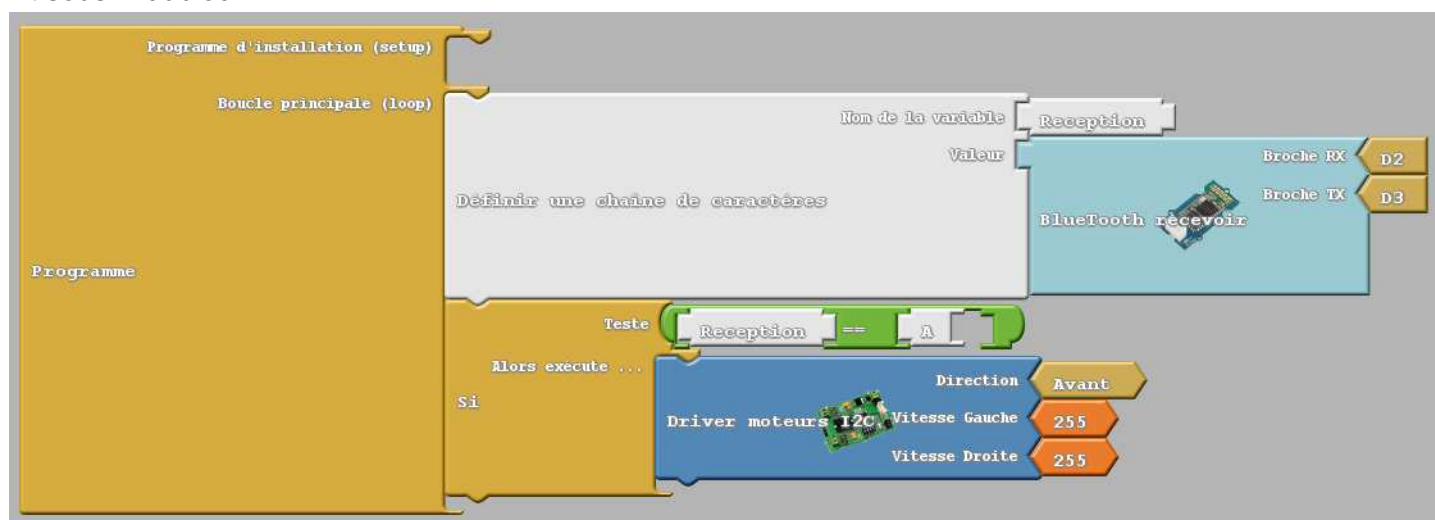 Programme d'installation (setup)
Boucle principale (loop)
Nom de la variable
Reception
Valeur
Broche RX
D2
Définir une chaîne de caractères
BlueTooth recevoir
Broche TX
D3
Programme
Teste
Reception
==
A
Alors exécute ...
Si
Direction
Avant
Driver moteurs I2C
Vitesse Gauche
255
Vitesse Droite
255